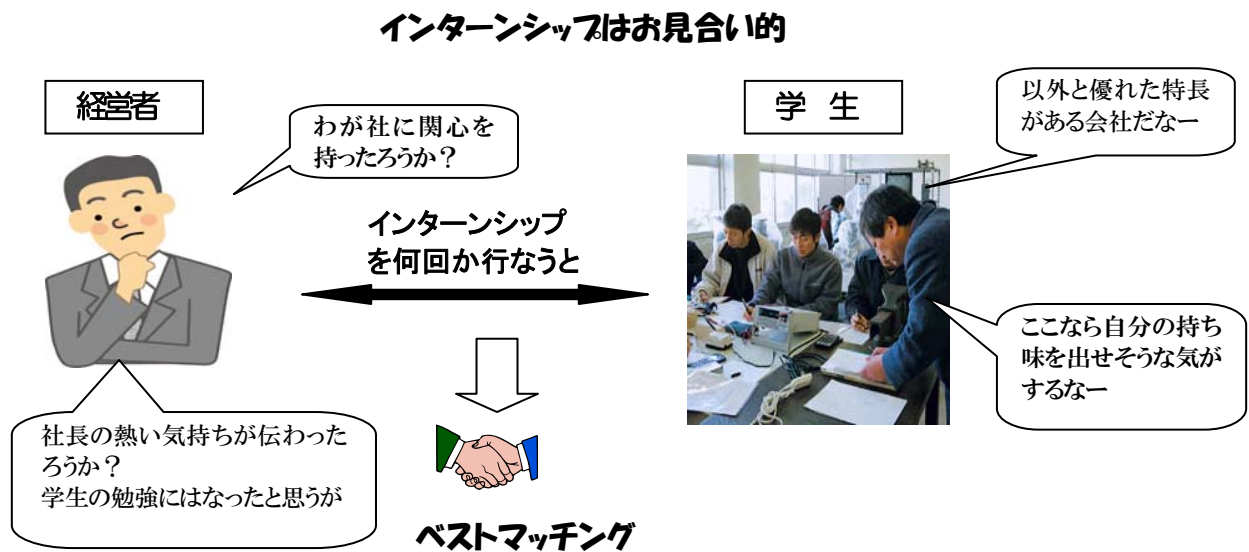 インターンシップはお見合い的
経営者
学 生
わが社に関心を
持ったろうか？
以外と優れた特長
がある会社だなー
インターンシップ
を何回か行なうと
ここなら自分の持ち
味を出せそうな気が
するなー
社長の熱い気持ちが伝わった
ろうか？
学生の勉強にはなったと思うが
ベストマッチング